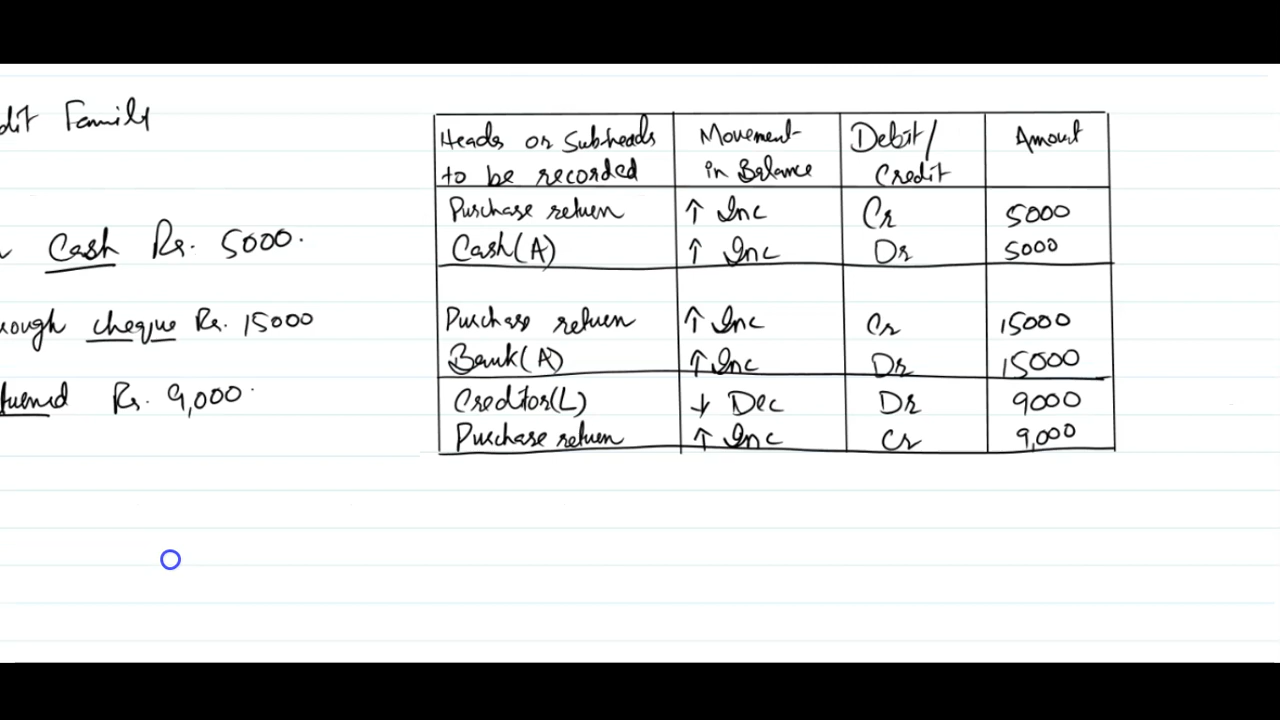 dit Family
Cash Rs. 5000.
rough cheque Rs. 15000
turned Rs. 9,000.
Heads or Subheads to be recorded | Movement in Balance | Debit/ Credit | Amount
Purchase return ↑ Inc Cr 5000
Cash(A) ↑ Inc Dr 5000
Purchase return ↑ Inc Cr 15000
Bank(A) ↑ Inc Dr 15000
Creditor(L) ↓ Dec Dr 9000
Purchase return ↑ Inc Cr 9,000